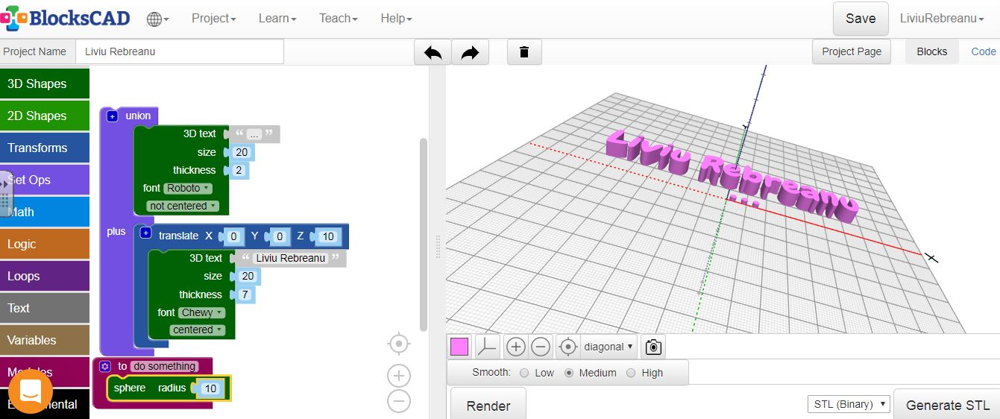 BlocksCAD Project Learn Teach Help Save LiviuRebreanu
Project Name Liviu Rebreanu Project Page Blocks Code
3D Shapes
2D Shapes
Transforms
Set Ops
Math
Logic
Loops
Text
Variables
+ union
3D text “ ... ”
size 20
thickness 2
font Roboto
not centered
plus + translate X 0 Y 0 Z 10
3D text “ Liviu Rebreanu ”
size 20
thickness 7
font Chewy
centered
to do something
sphere radius 10
Liviu Rebreanu
...
X
diagonal
Smooth: Low Medium High
Render STL (Binary) Generate STL